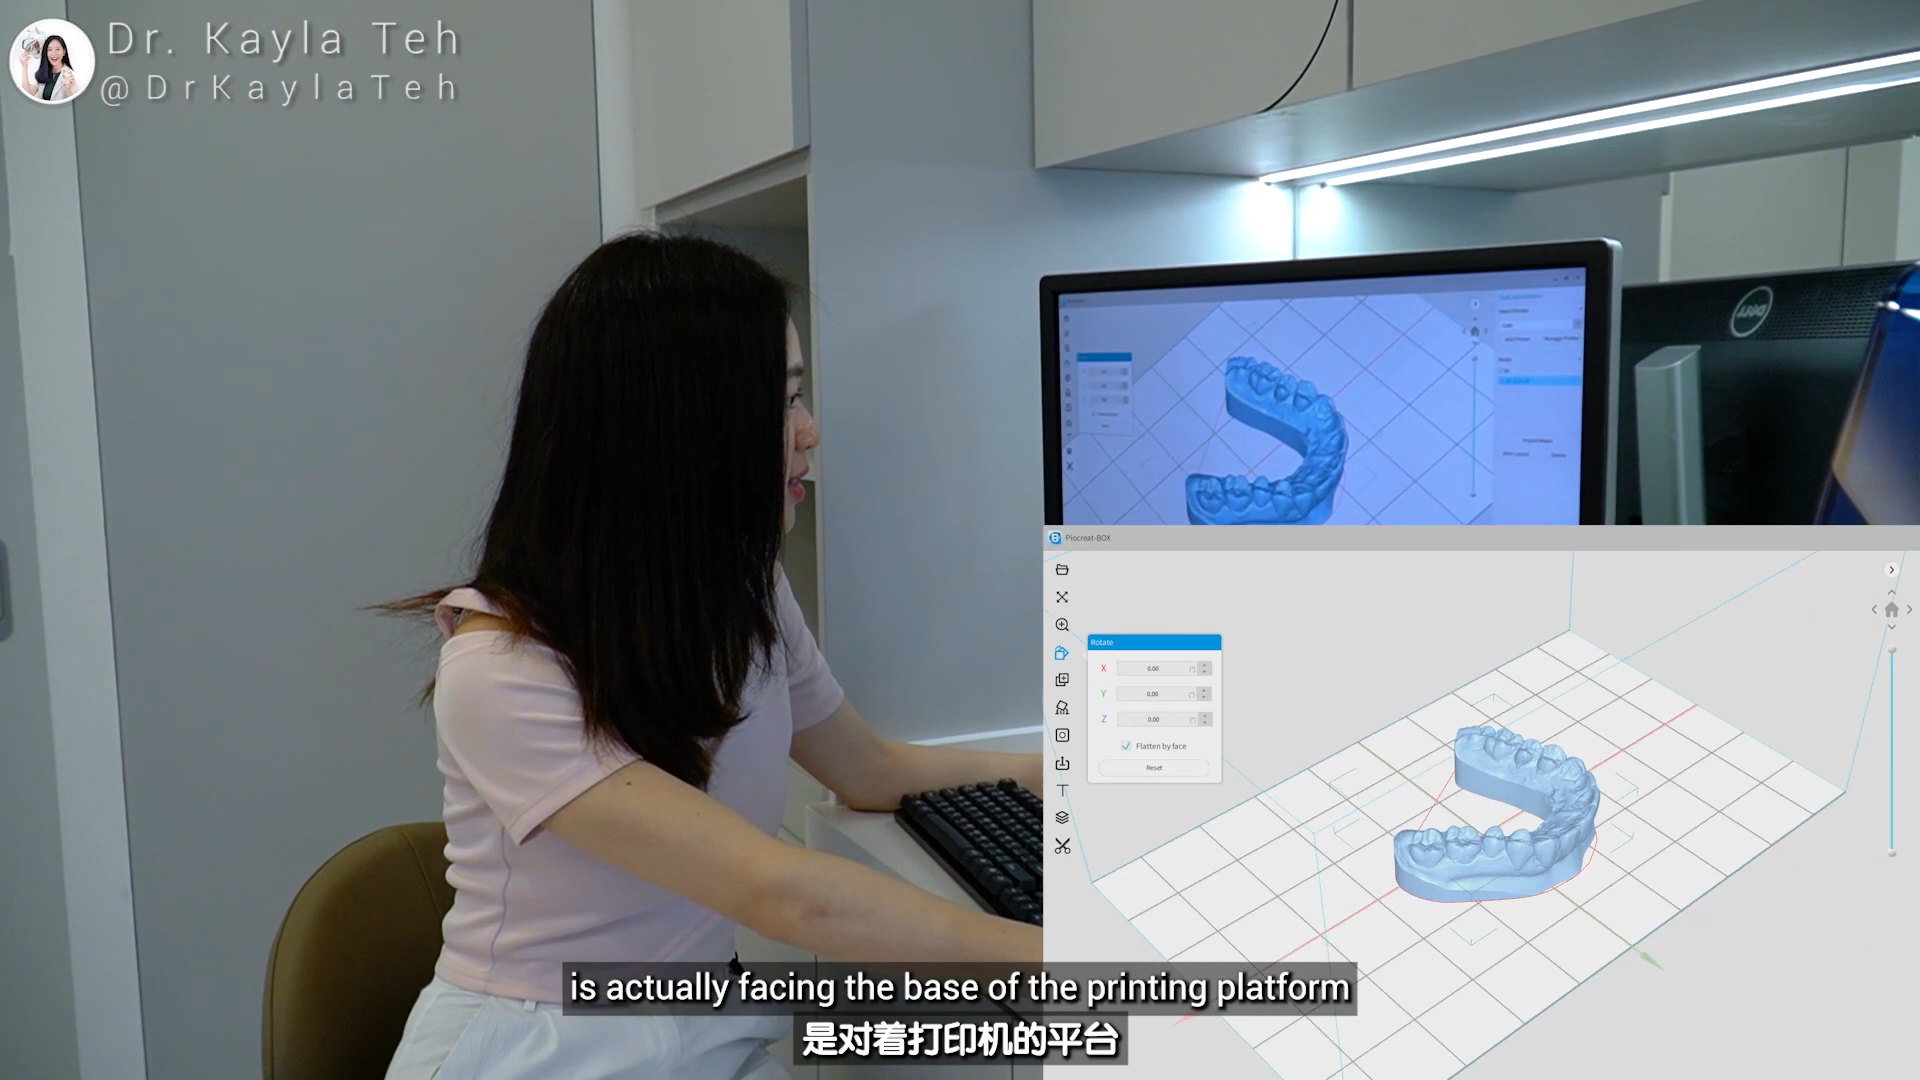 Dr. Kayla Teh
@DrKaylaTeh
DELL
Piocreat-BOX
Rotate
X 0.00
Y 0.00
Z 0.00
Flatten by face
Reset
is actually facing the base of the printing platform
是对着打印机的平台